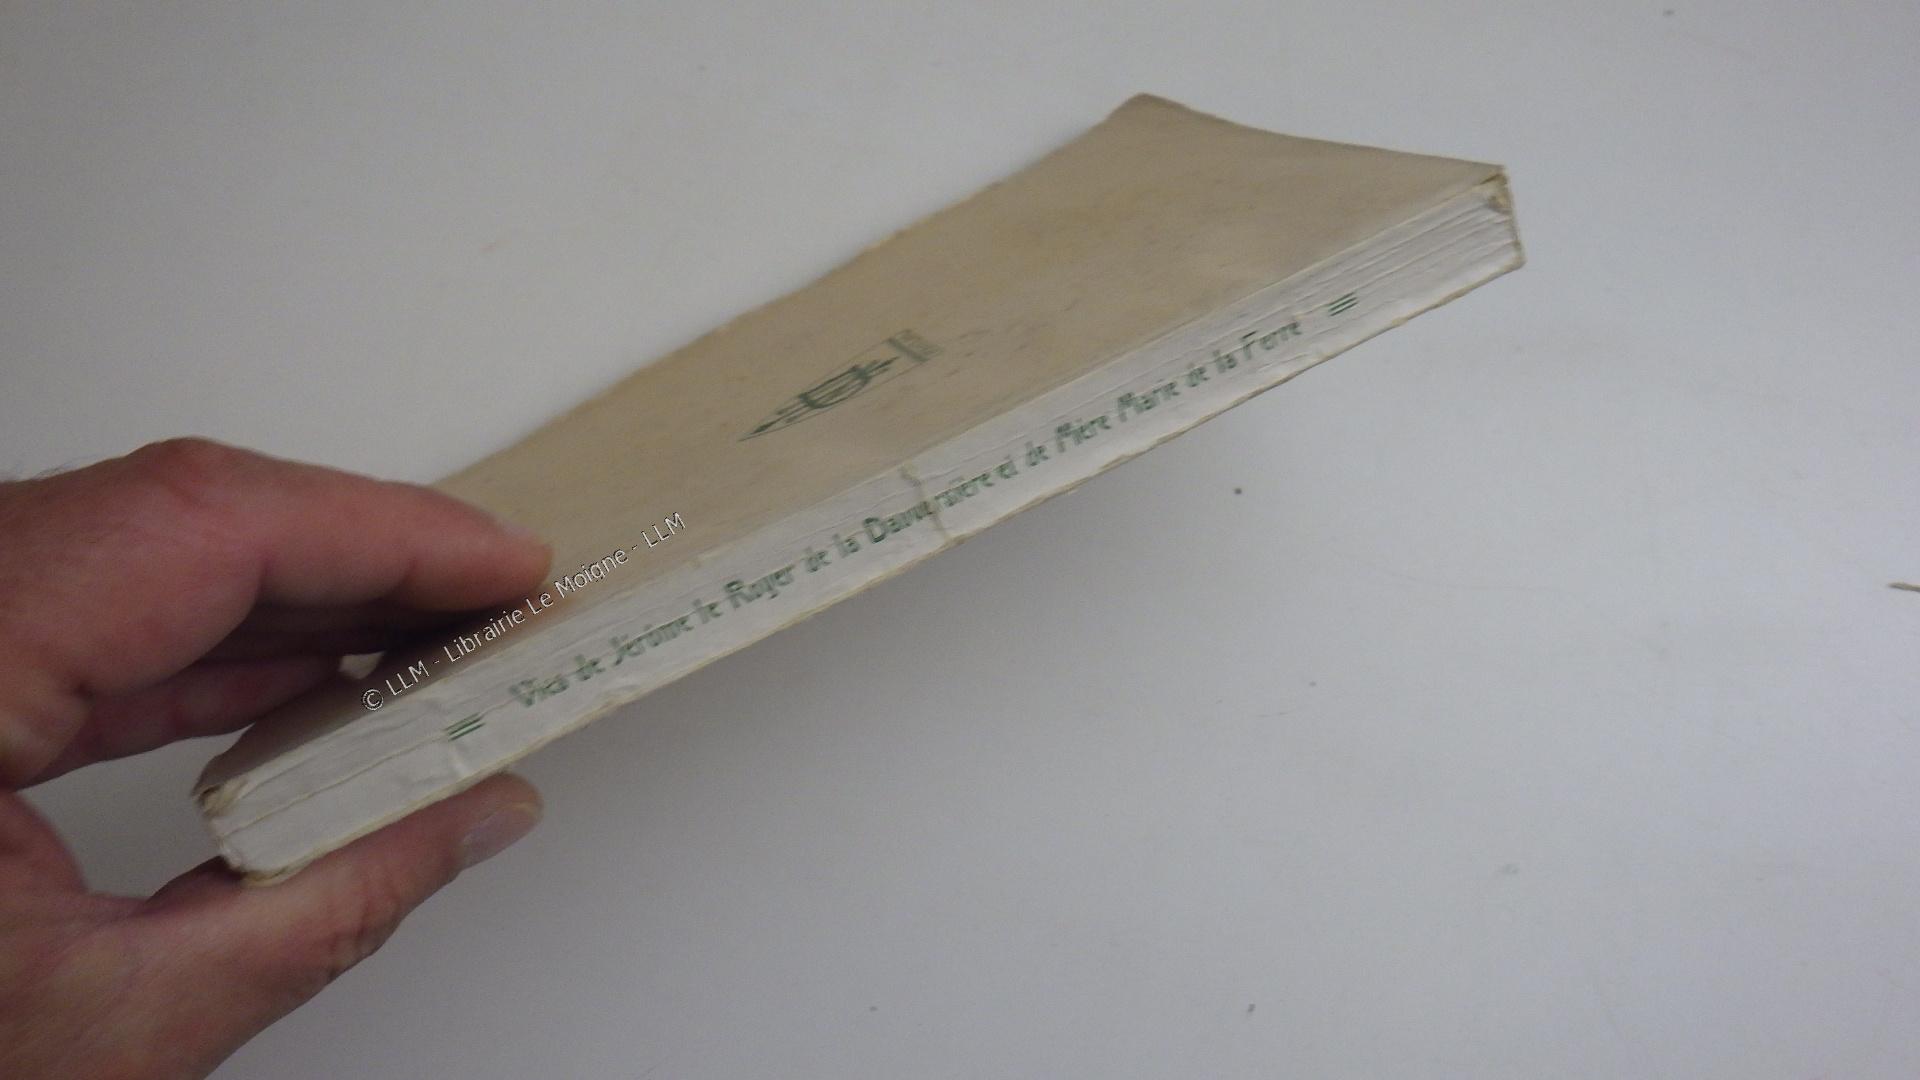 ≡ Vies de Jérôme le Royer de la Dauversière et de Mère Marie de la Ferre ≡
© LLM - Librairie Le Moigne - LLM